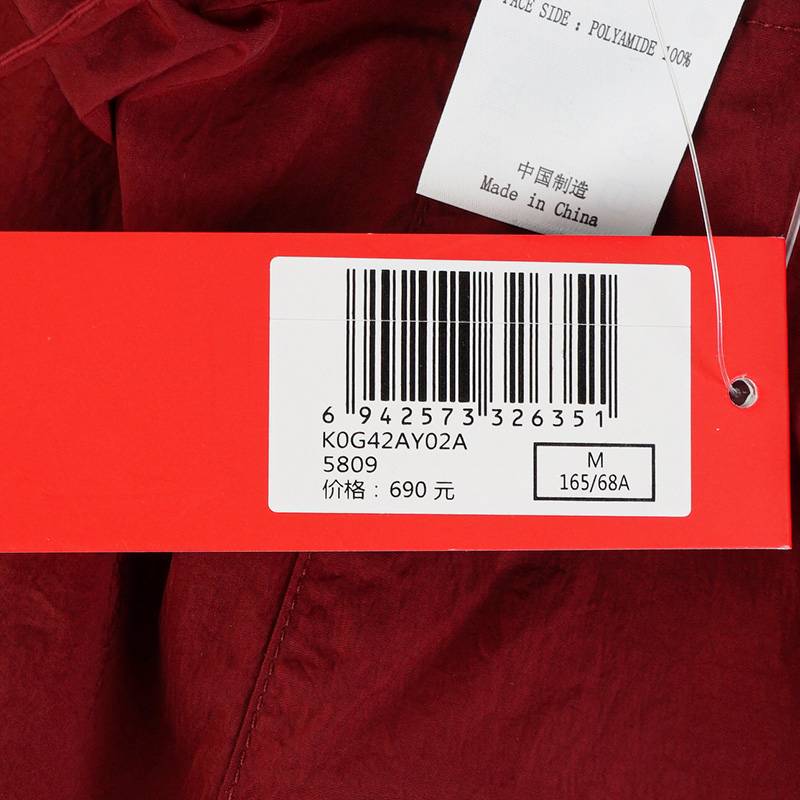 FACE SIDE : POLYAMIDE 100%
中国制造
Made in China
6 942573 326351
K0G42AY02A
5809
价格 : 690 元
M
165/68A